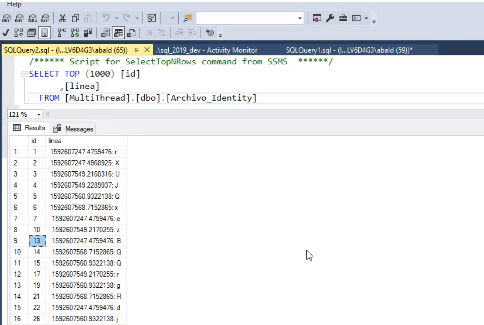 Help
SQLQuery2.sql - (l...LV6D4G3\abald (65))
.\sql_2019_dev - Activity Monitor
SQLQuery1.sql - (l...LV6D4G3\abald (59))*
/****** Script for SelectTopNRows command from SSMS ******/
SELECT TOP (1000) [id]
,[linea]
FROM [MultiThread].[dbo].[Archivo_Identity]
121 %
Results Messages
id linea
1 1 1592607247.4759476: r
2 2 1592607247.4968925: X
3 3 1592607549.2160316: U
4 4 1592607549.2289937: J
5 5 1592607560.9322138: Q
6 6 1592607568.7152865: x
7 7 1592607247.4759476: e
8 10 1592607549.2170255: z
9 13 1592607247.4759476: B
10 14 1592607568.7152865: Q
11 15 1592607560.9322138: Q
12 17 1592607549.2170255: r
13 19 1592607560.9322138: g
14 21 1592607568.7152865: R
15 22 1592607247.4759476: d
16 26 1592607560.9322138: j